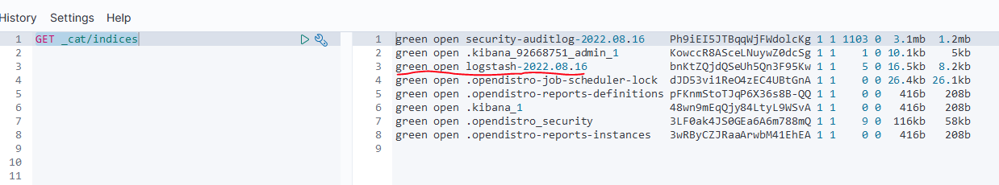 History Settings Help
1 GET _cat/indices
2
3
4
5
6
7
8
9
10
11
1 green open security-auditlog-2022.08.16 Ph9iEI5JTBqqWjFWdolcKg 1 1 1103 0 3.1mb 1.2mb
2 green open .kibana_92668751_admin_1 KowccR8ASceLNuywZ0dcSg 1 1 1 0 10.1kb 5kb
3 green open logstash-2022.08.16 bnKtZQjdQSeUh5Qn3F95Kw 1 1 5 0 16.5kb 8.2kb
4 green open .opendistro-job-scheduler-lock dJD53vi1ReO4zEC4UBtGnA 1 1 0 0 26.4kb 26.1kb
5 green open .opendistro-reports-definitions pFKnmStoTJqP6X36s8B-QQ 1 1 0 0 416b 208b
6 green open .kibana_1 48wn9mEqQjy84LtyL9WSvA 1 1 0 0 416b 208b
7 green open .opendistro_security 3LF0ak4JS0GEa6A6m788mQ 1 1 9 0 116kb 58kb
8 green open .opendistro-reports-instances 3wRByCZJRaaArwbM41EhEA 1 1 0 0 416b 208b
9